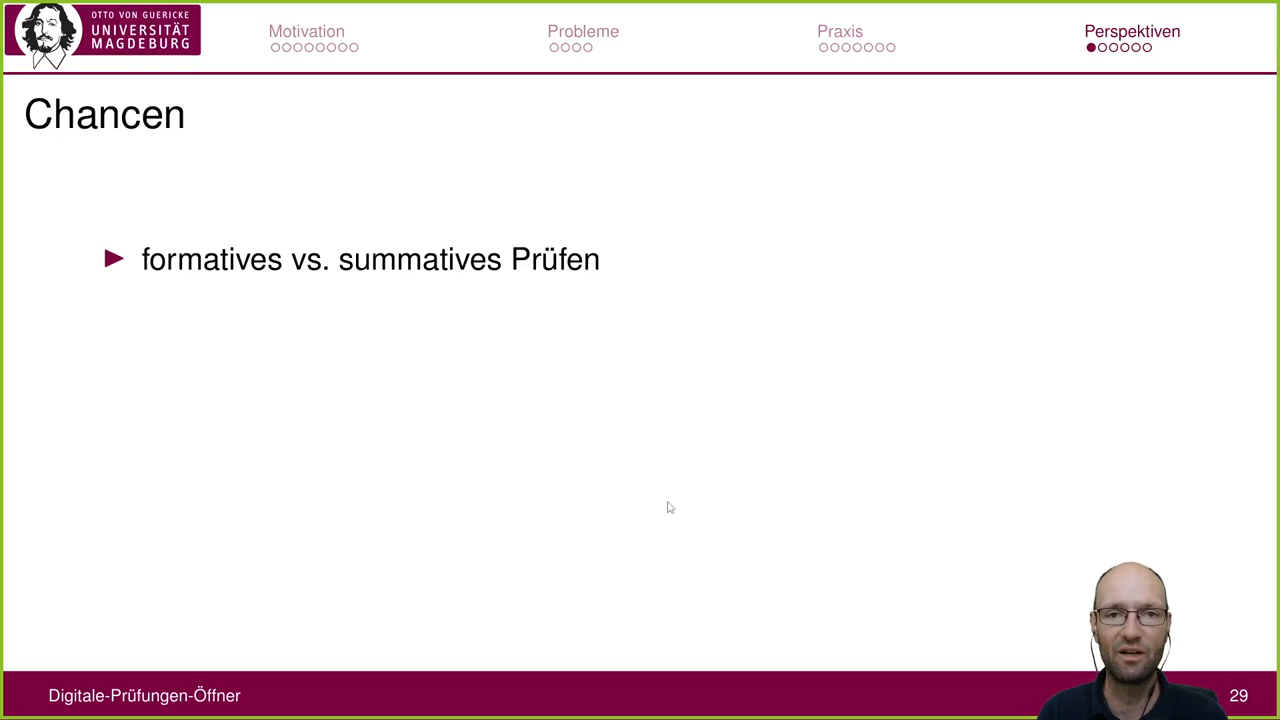 OTTO VON GUERICKE
UNIVERSITÄT
MAGDEBURG
Motivation
Probleme
Praxis
Perspektiven
Chancen
formatives vs. summatives Prüfen
Digitale-Prüfungen-Öffner
29